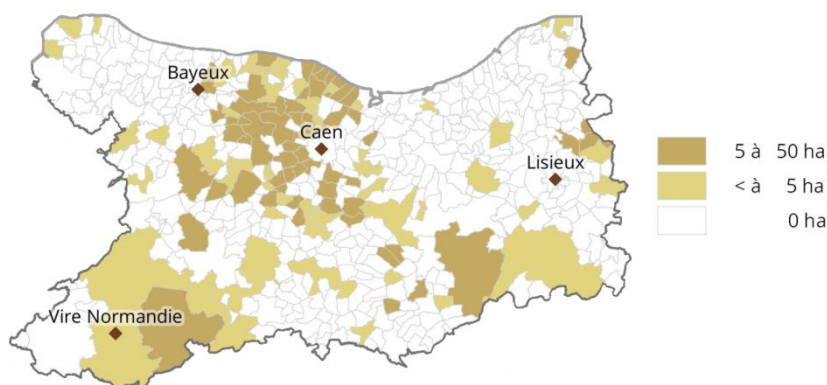 Bayeux
Caen
Lisieux
Vire Normandie
5 à 50 ha
< à 5 ha
0 ha